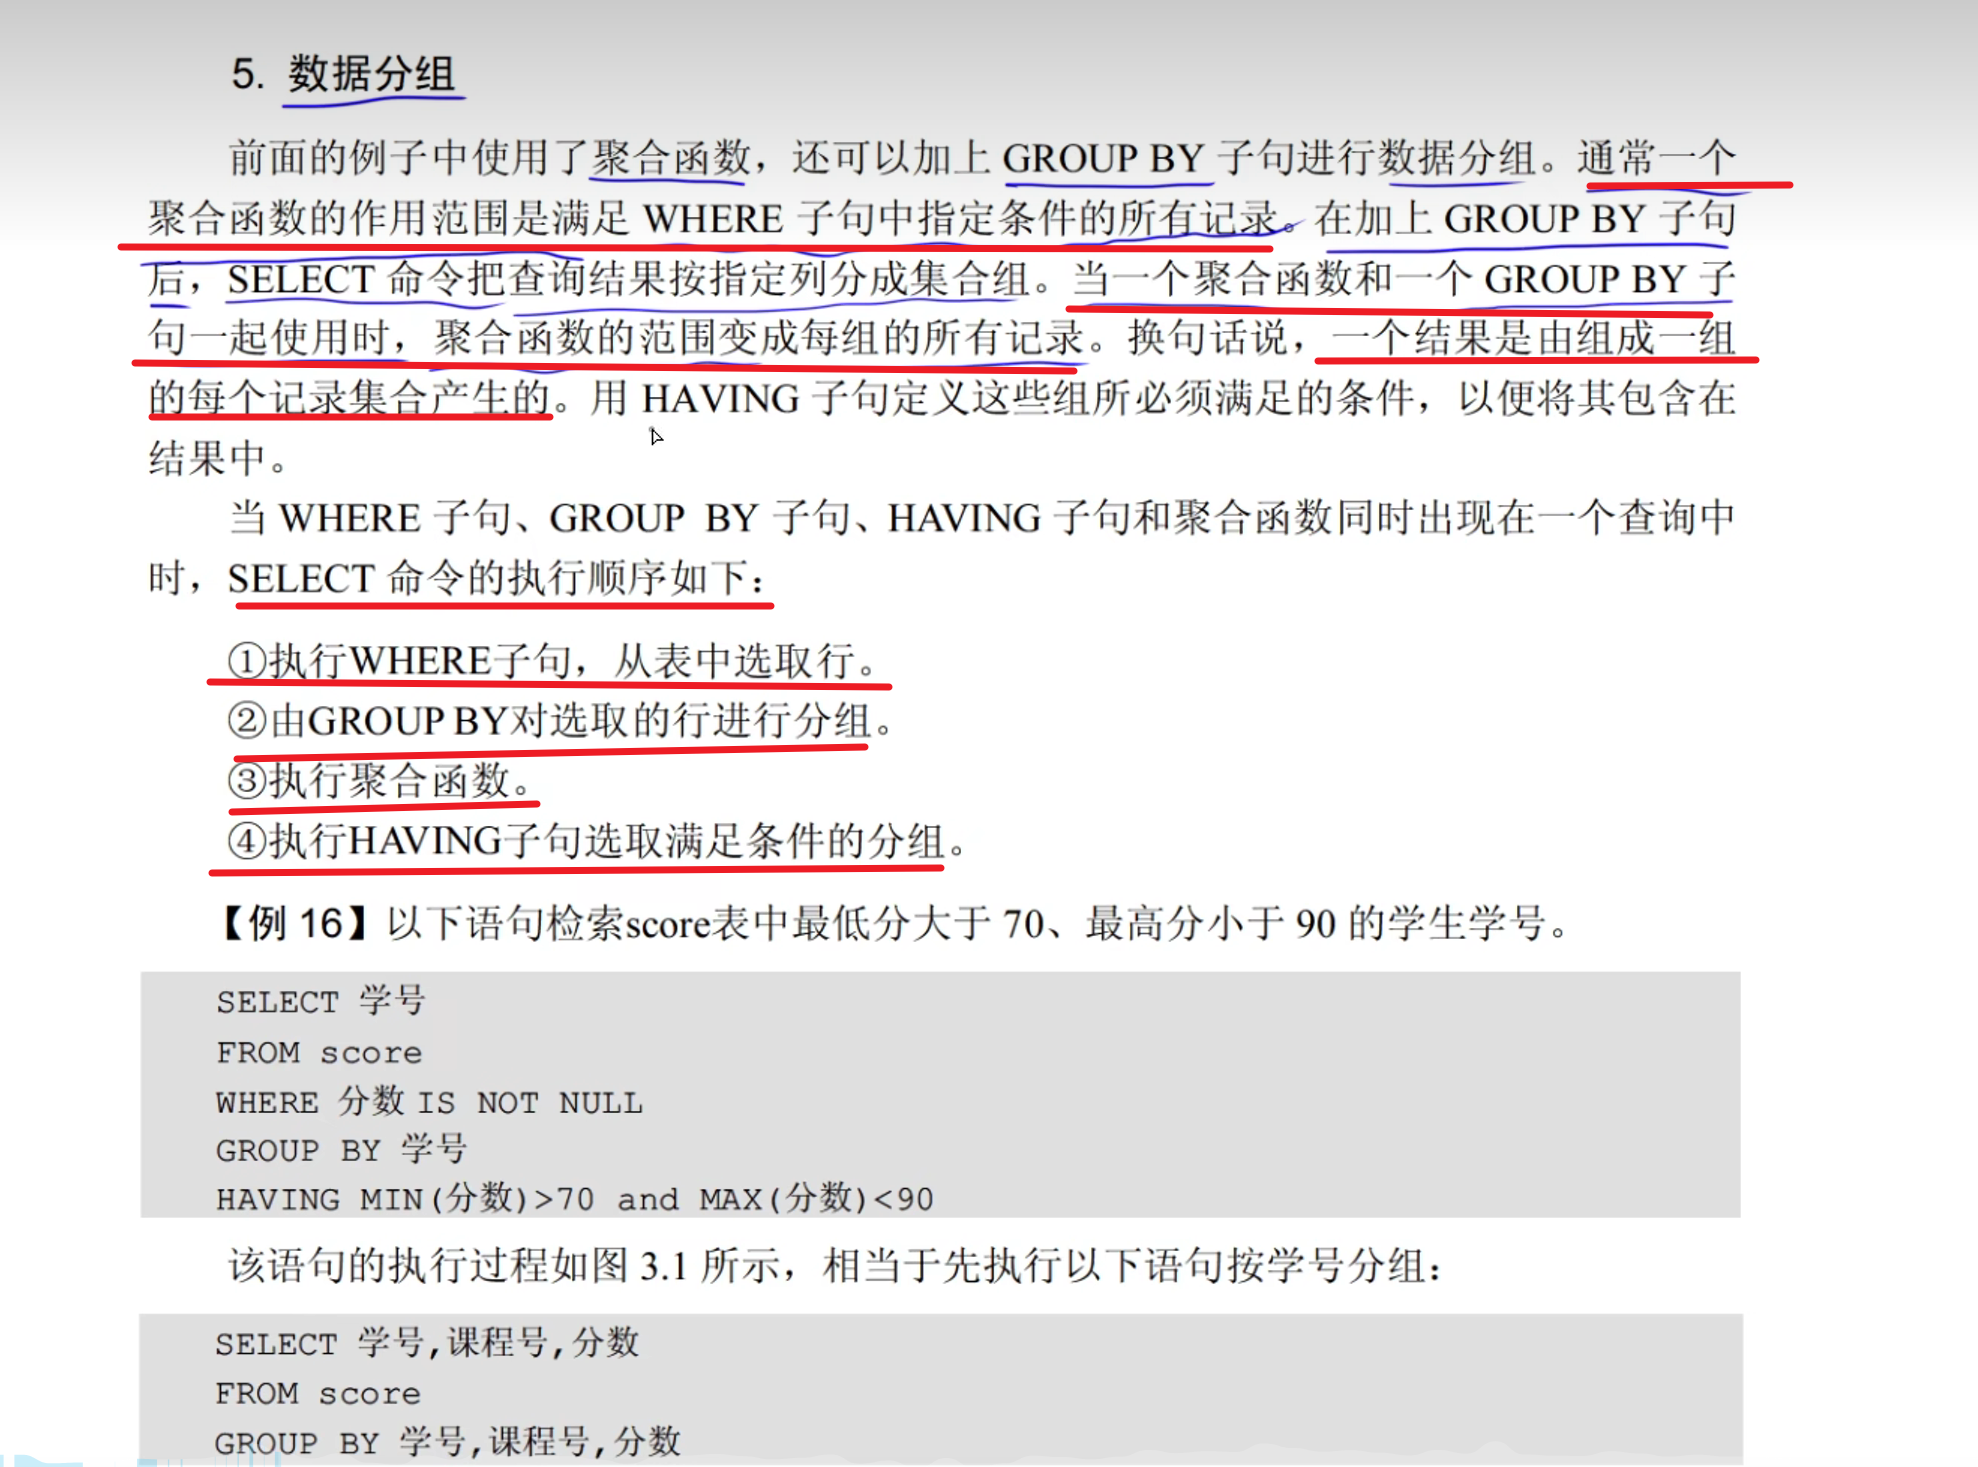 5. 数据分组
前面的例子中使用了聚合函数，还可以加上 GROUP BY 子句进行数据分组。通常一个
聚合函数的作用范围是满足 WHERE 子句中指定条件的所有记录。在加上 GROUP BY 子句
后，SELECT 命令把查询结果按指定列分成集合组。当一个聚合函数和一个 GROUP BY 子
句一起使用时，聚合函数的范围变成每组的所有记录。换句话说，一个结果是由组成一组
的每个记录集合产生的。用 HAVING 子句定义这些组所必须满足的条件，以便将其包含在
结果中。
当 WHERE 子句、GROUP BY 子句、HAVING 子句和聚合函数同时出现在一个查询中
时，SELECT 命令的执行顺序如下：
①执行WHERE子句，从表中选取行。
②由GROUP BY对选取的行进行分组。
③执行聚合函数。
④执行HAVING子句选取满足条件的分组。
【例 16】以下语句检索score表中最低分大于 70、最高分小于 90 的学生学号。
SELECT 学号
FROM score
WHERE 分数 IS NOT NULL
GROUP BY 学号
HAVING MIN(分数)>70 and MAX(分数)<90
该语句的执行过程如图 3.1 所示，相当于先执行以下语句按学号分组：
SELECT 学号,课程号,分数
FROM score
GROUP BY 学号,课程号,分数